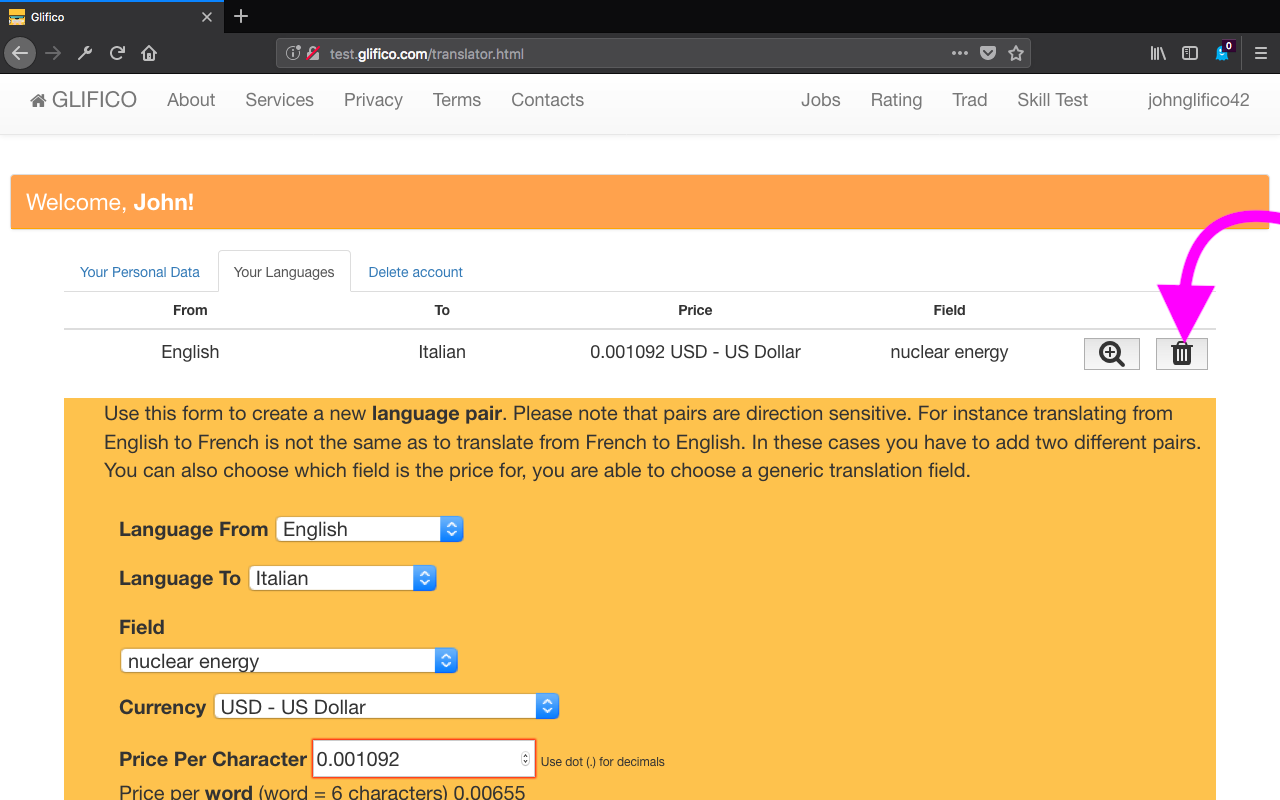 Glifico
test.glifico.com/translator.html
0
GLIFICO About Services Privacy Terms Contacts Jobs Rating Trad Skill Test johnglifico42
Welcome, John!
Your Personal Data Your Languages Delete account
From To Price Field
English Italian 0.001092 USD - US Dollar nuclear energy
Use this form to create a new language pair. Please note that pairs are direction sensitive. For instance translating from
English to French is not the same as to translate from French to English. In these cases you have to add two different pairs.
You can also choose which field is the price for, you are able to choose a generic translation field.
Language From English
Language To Italian
Field
nuclear energy
Currency USD - US Dollar
Price Per Character 0.001092 Use dot (.) for decimals
Price per word (word = 6 characters) 0.00655